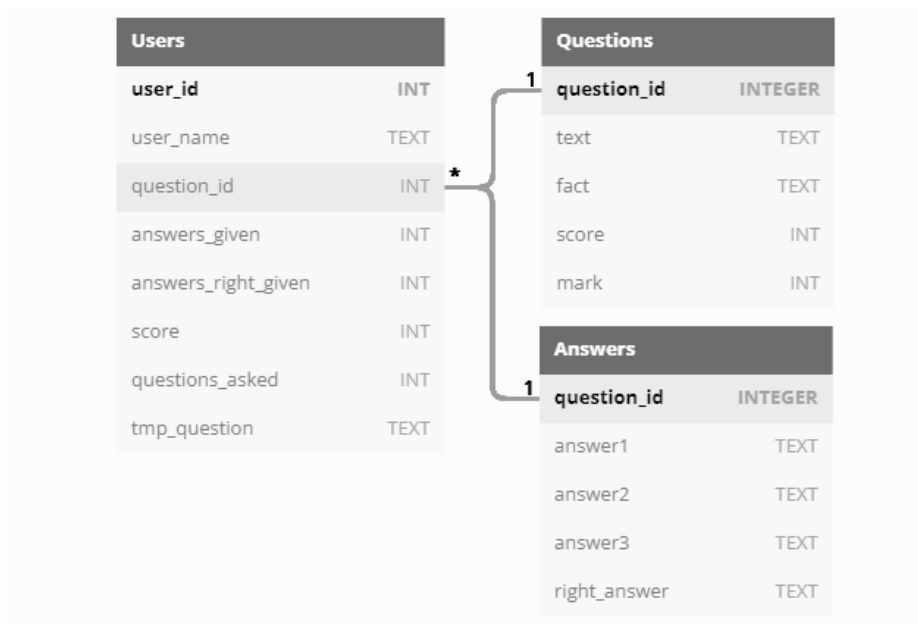 Users
user_id INT
user_name TEXT
question_id INT
answers_given INT
answers_right_given INT
score INT
questions_asked INT
tmp_question TEXT
*
1
Questions
question_id INTEGER
text TEXT
fact TEXT
score INT
mark INT
1
Answers
question_id INTEGER
answer1 TEXT
answer2 TEXT
answer3 TEXT
right_answer TEXT